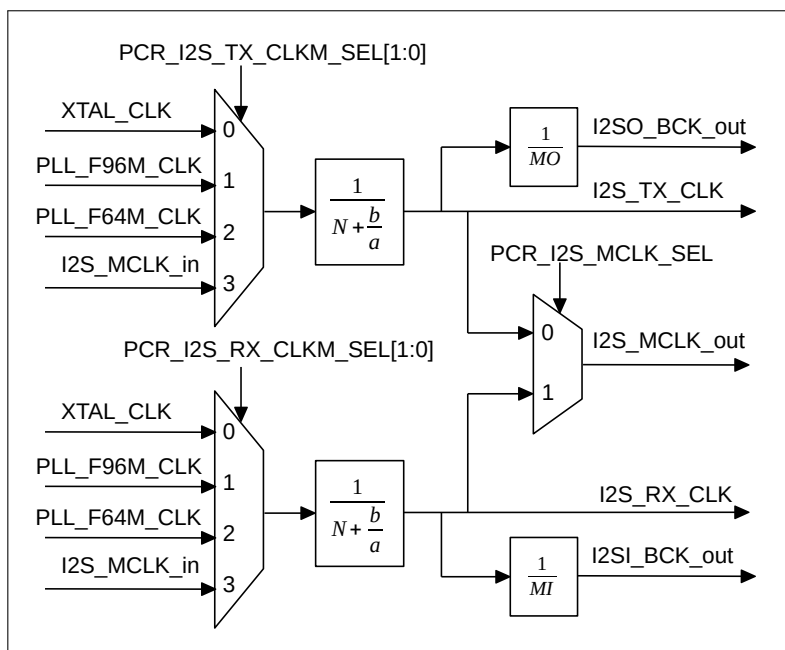 PCR_I2S_TX_CLKM_SEL[1:0]
XTAL_CLK
0
PLL_F96M_CLK
1
PLL_F64M_CLK
2
I2S_MCLK_in
3
1
N + b
a
1
MO
I2SO_BCK_out
I2S_TX_CLK
PCR_I2S_MCLK_SEL
0
I2S_MCLK_out
1
PCR_I2S_RX_CLKM_SEL[1:0]
XTAL_CLK
0
PLL_F96M_CLK
1
PLL_F64M_CLK
2
I2S_MCLK_in
3
1
N + b
a
I2S_RX_CLK
1
MI
I2SI_BCK_out